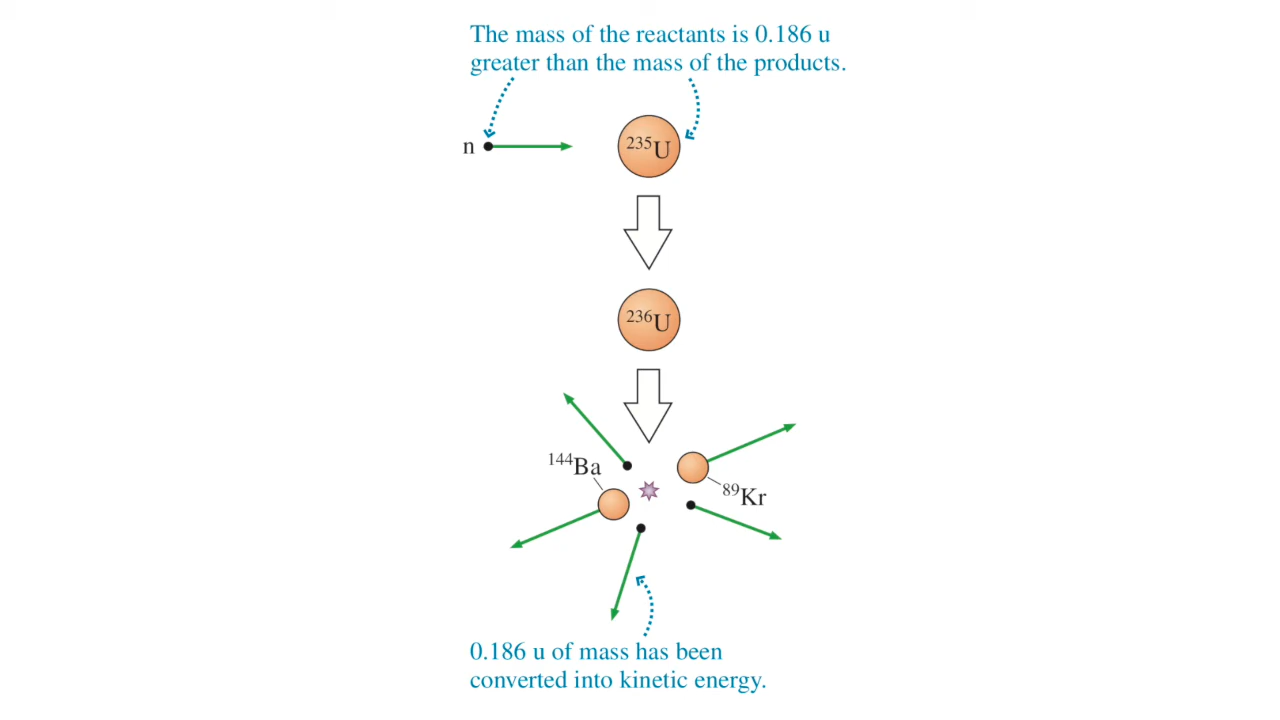 The mass of the reactants is 0.186 u
greater than the mass of the products.
n
²³⁵U
²³⁶U
¹⁴⁴Ba
⁸⁹Kr
0.186 u of mass has been
converted into kinetic energy.